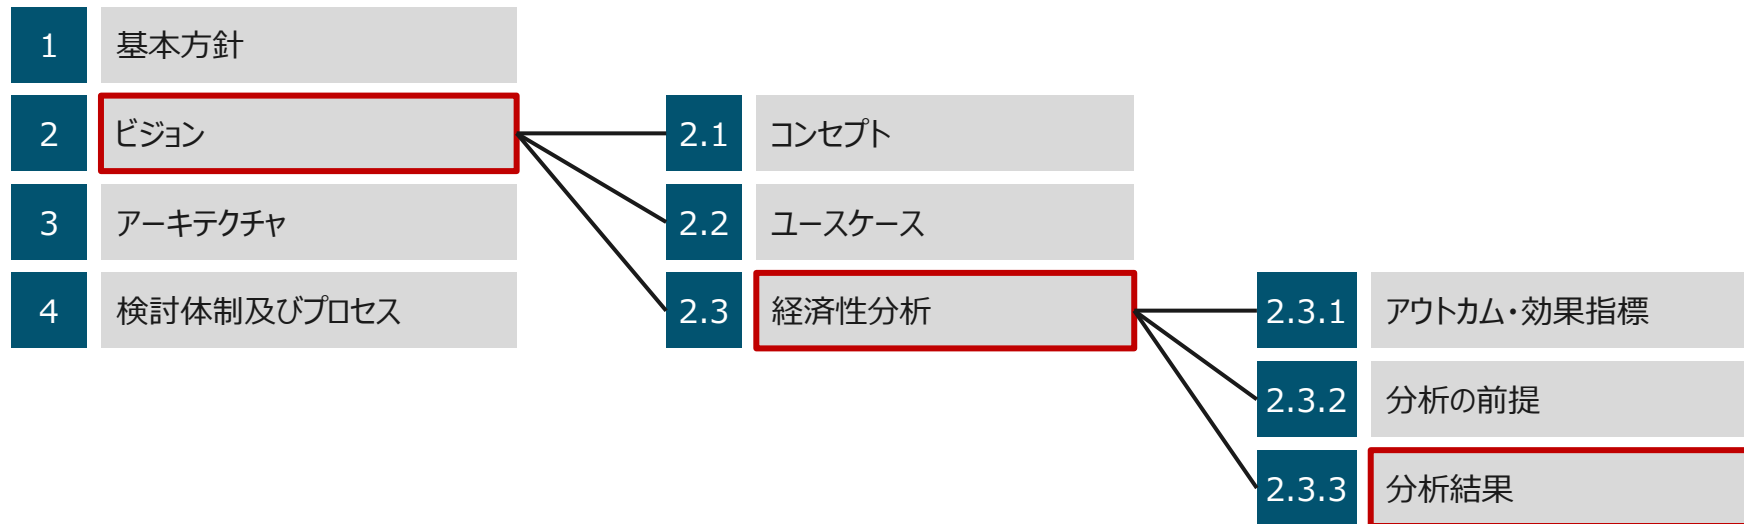 1 基本方針
2 ビジョン
2.1 コンセプト
3 アーキテクチャ
2.2 ユースケース
4 検討体制及びプロセス
2.3 経済性分析
2.3.1 アウトカム・効果指標
2.3.2 分析の前提
2.3.3 分析結果